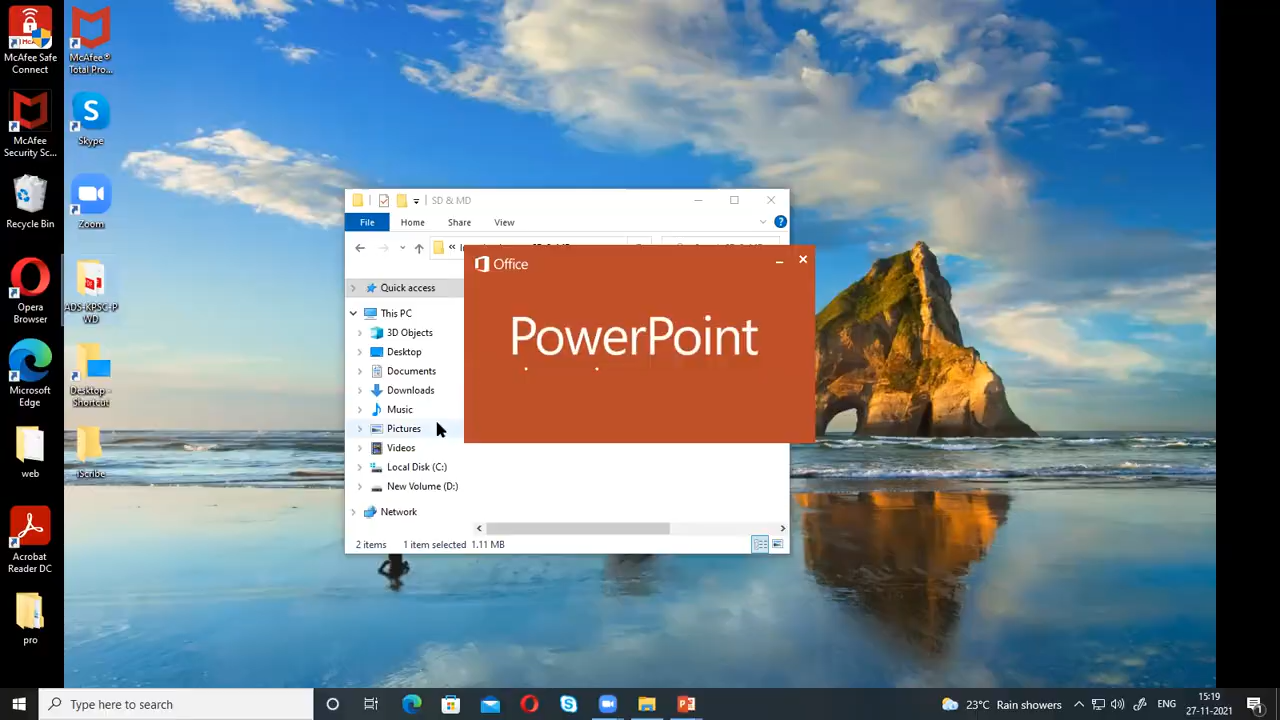 McAfee Safe
Connect
McAfee®
Total Pro...
McAfee
Security Sc...
Skype
Recycle Bin
Zoom
Opera
Browser
ADS-KPSC-P
WD
Microsoft
Edge
Desktop -
Shortcut
web
iScribe
Acrobat
Reader DC
pro
SD & MD
File
Home
Share
View
Quick access
This PC
3D Objects
Desktop
Documents
Downloads
Music
Pictures
Videos
Local Disk (C:)
New Volume (D:)
Network
2 items
1 item selected
1.11 MB
Office
PowerPoint
Type here to search
23°C
Rain showers
ENG
15:19
27-11-2021